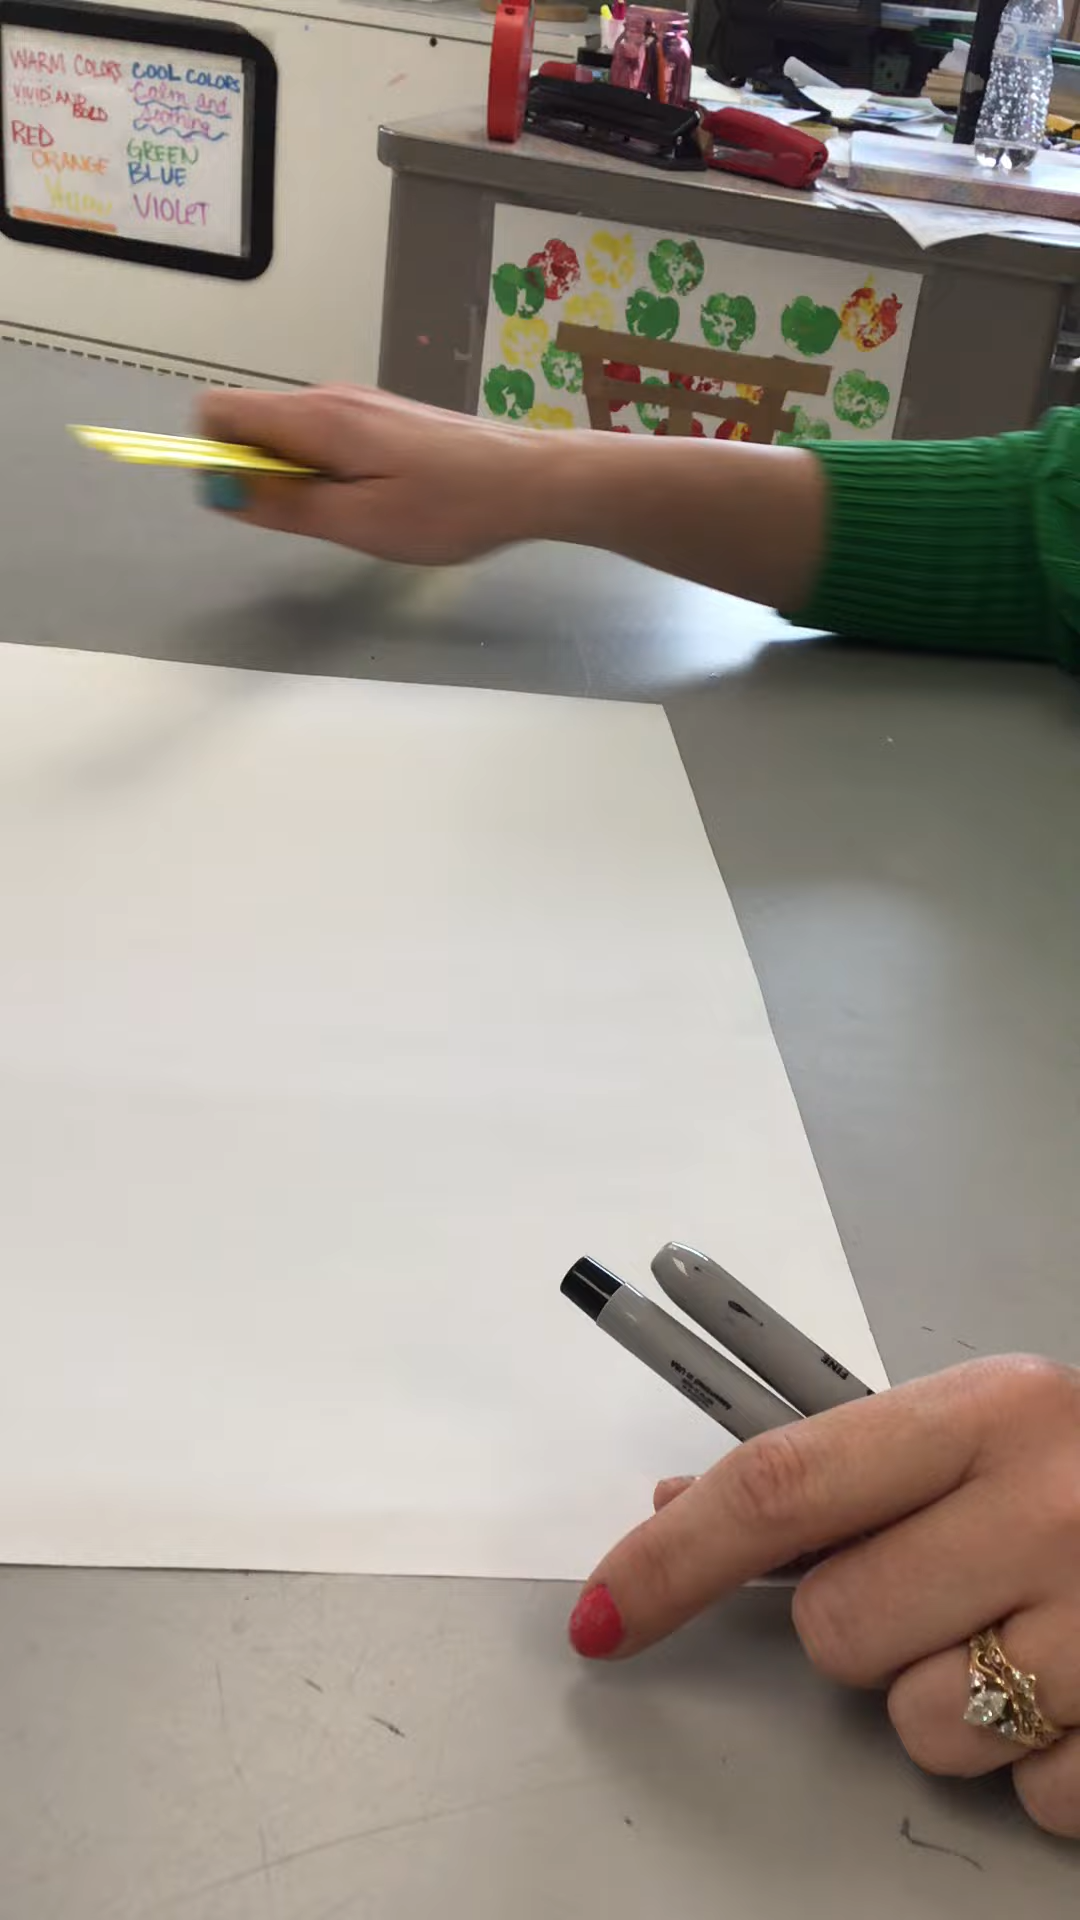 WARM COLORS
VIVID AND
BOLD
RED
ORANGE
Yellow
COOL COLORS
Calm and
Soothing
GREEN
BLUE
VIOLET
FINE